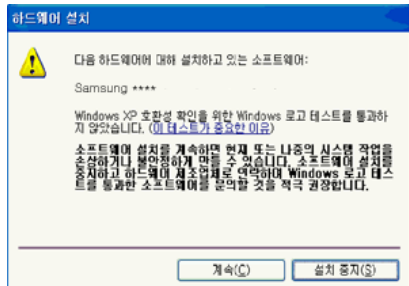 하드웨어 설치
다음 하드웨어에 대해 설치하고 있는 소프트웨어:
Samsung ****
Windows XP 호환성 확인을 위한 Windows 로고 테스트를 통과하
지 않았습니다. (이 테스트가 중요한 이유)
소프트웨어 설치를 계속하면 현재 또는 나중의 시스템 작업을
손상하거나 불안정하게 만들 수 있습니다. 소프트웨어 설치를
중지하고 하드웨어 제조업체로 연락하여 Windows 로고 테스
트를 통과한 소프트웨어를 문의할 것을 적극 권장합니다.
계속(C)
설치 중지(S)